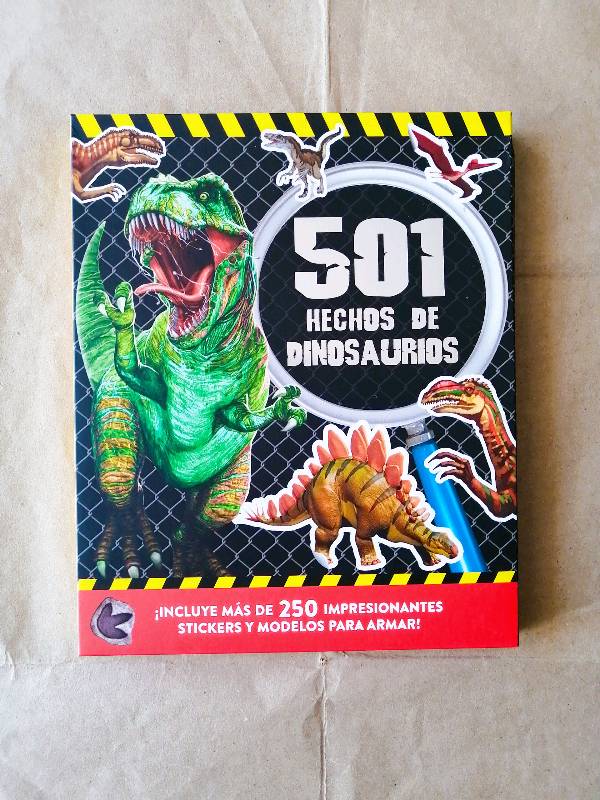 501
HECHOS DE
DINOSAURIOS
¡INCLUYE MÁS DE 250 IMPRESIONANTES
STICKERS Y MODELOS PARA ARMAR!